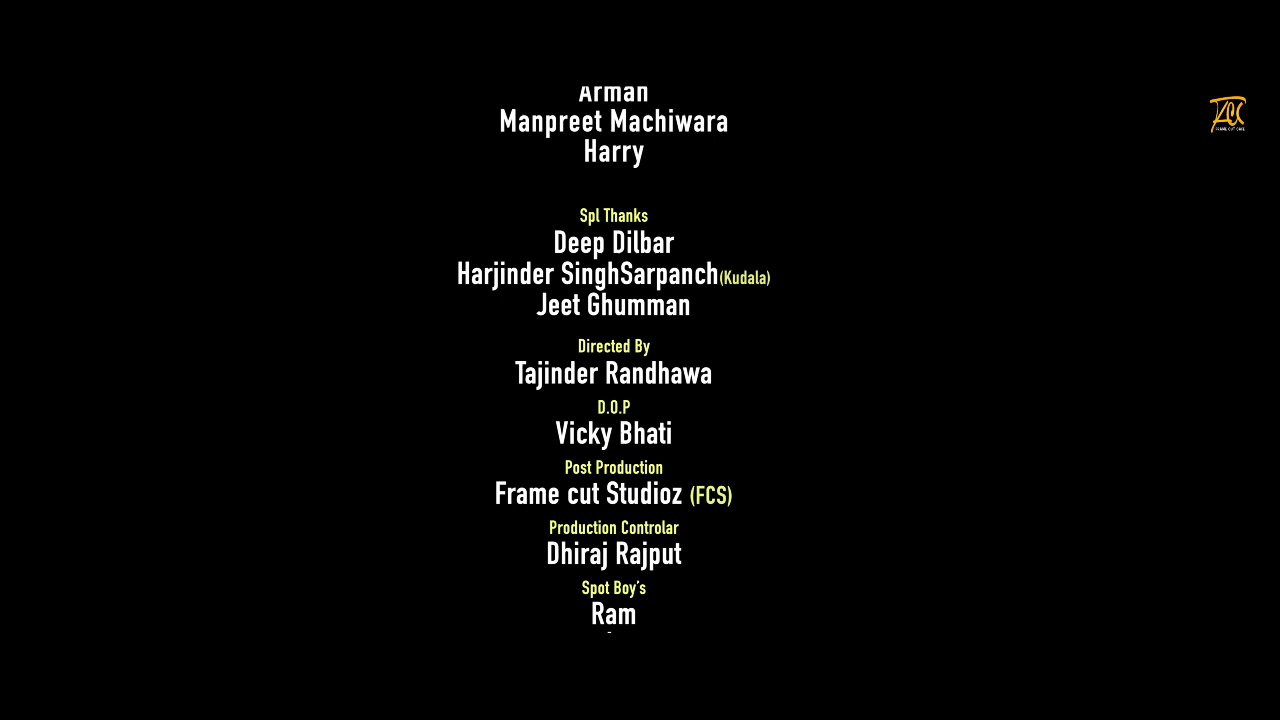 Arman
Manpreet Machiwara
Harry
Spl Thanks
Deep Dilbar
Harjinder SinghSarpanch(Kudala)
Jeet Ghumman
Directed By
Tajinder Randhawa
D.O.P
Vicky Bhati
Post Production
Frame cut Studioz (FCS)
Production Controlar
Dhiraj Rajput
Spot Boy's
Ram